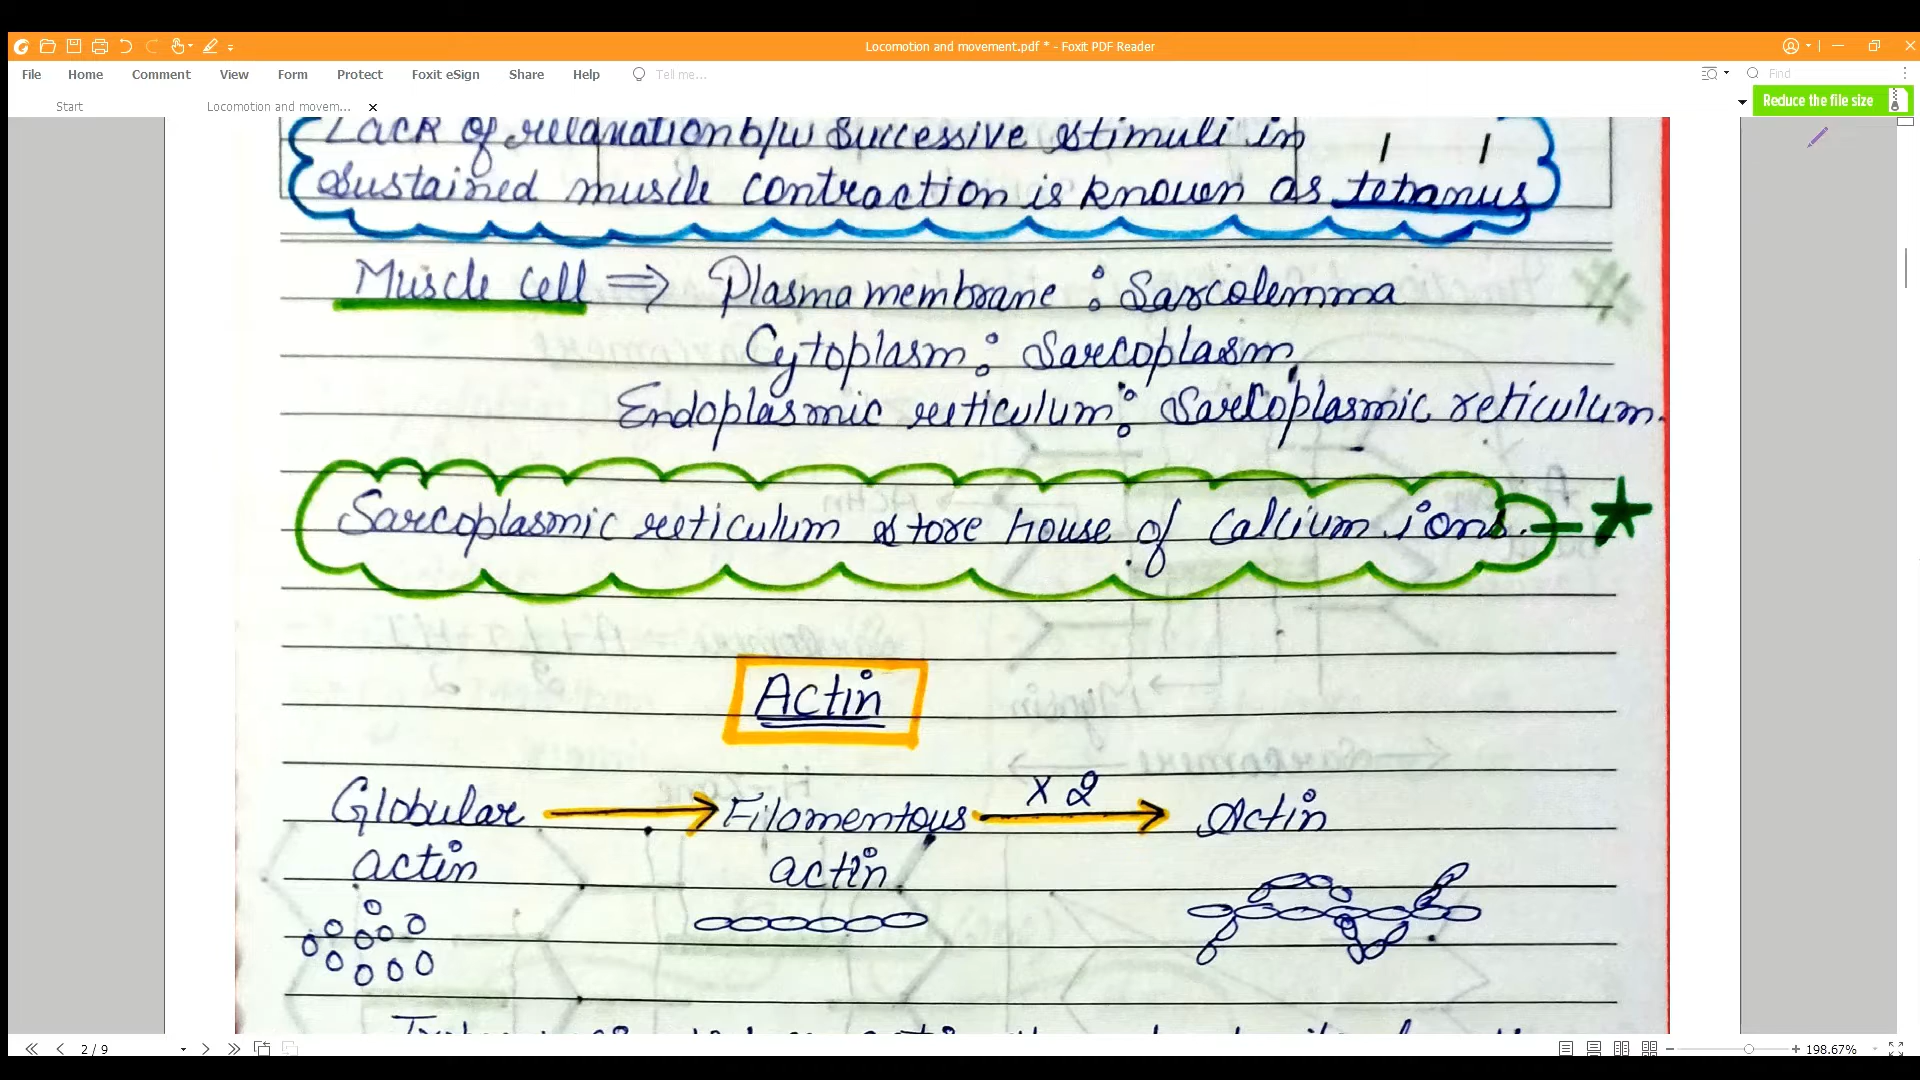 Locomotion and movement.pdf * - Foxit PDF Reader
File Home Comment View Form Protect Foxit eSign Share Help Tell me... Find
Start Locomotion and movem... Reduce the file size
Lack of relaxation b/w successive stimuli in
sustained muscle contraction is known as tetanus
Muscle cell ⇒ Plasma membrane : Sarcolemma
Cytoplasm : Sarcoplasm
Endoplasmic reticulum : Sarcoplasmic reticulum.
Sarcoplasmic reticulum store house of Calcium ions. - ★
Actin
Globular → Filamentous x 2 → Actin
actin actin
2 / 9 198.67%